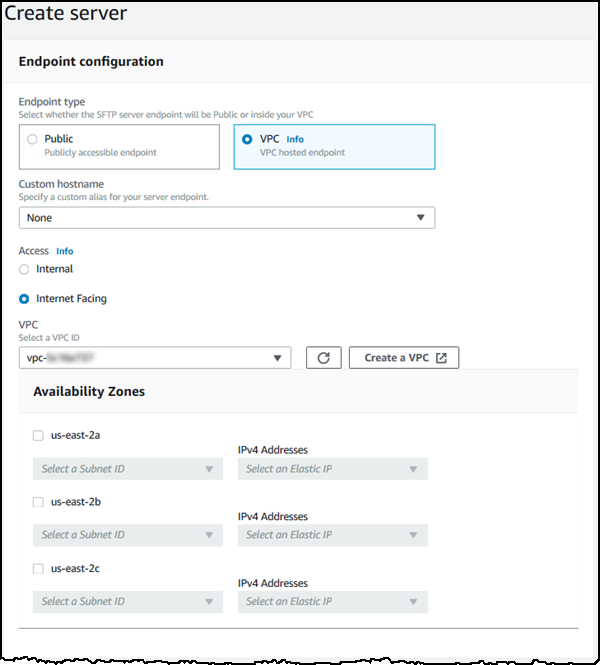 Create server
Endpoint configuration
Endpoint type
Select whether the SFTP server endpoint will be Public or inside your VPC
Public
Publicly accessible endpoint
VPC Info
VPC hosted endpoint
Custom hostname
Specify a custom alias for your server endpoint.
None
Access Info
Internal
Internet Facing
VPC
Select a VPC ID
vpc-
Create a VPC
Availability Zones
us-east-2a
IPv4 Addresses
Select a Subnet ID
Select an Elastic IP
us-east-2b
IPv4 Addresses
Select a Subnet ID
Select an Elastic IP
us-east-2c
IPv4 Addresses
Select a Subnet ID
Select an Elastic IP